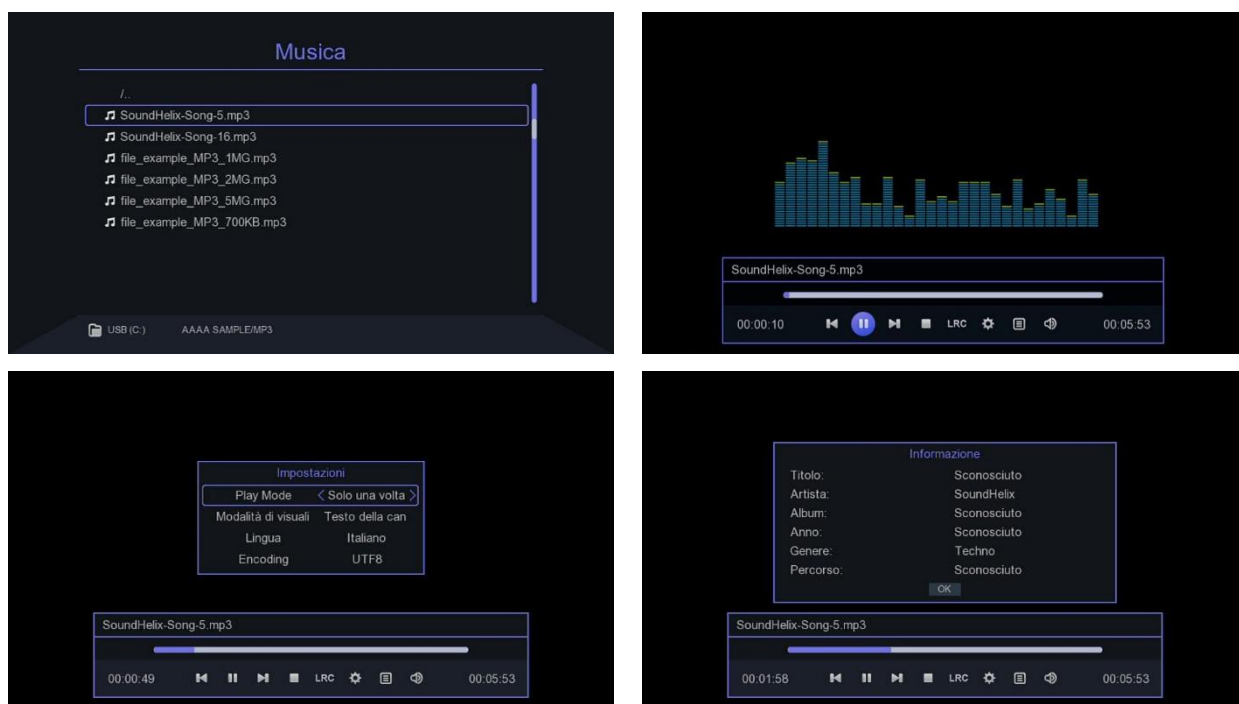 Musica
/..
SoundHelix-Song-5.mp3
SoundHelix-Song-16.mp3
file_example_MP3_1MG.mp3
file_example_MP3_2MG.mp3
file_example_MP3_5MG.mp3
file_example_MP3_700KB.mp3
USB (C:) AAAA SAMPLE/MP3
SoundHelix-Song-5.mp3
00:00:10 LRC 00:05:53
Impostazioni
Play Mode < Solo una volta >
Modalità di visuali Testo della can
Lingua Italiano
Encoding UTF8
SoundHelix-Song-5.mp3
00:00:49 LRC 00:05:53
Informazione
Titolo: Sconosciuto
Artista: SoundHelix
Album: Sconosciuto
Anno: Sconosciuto
Genere: Techno
Percorso: Sconosciuto
OK
SoundHelix-Song-5.mp3
00:01:58 LRC 00:05:53